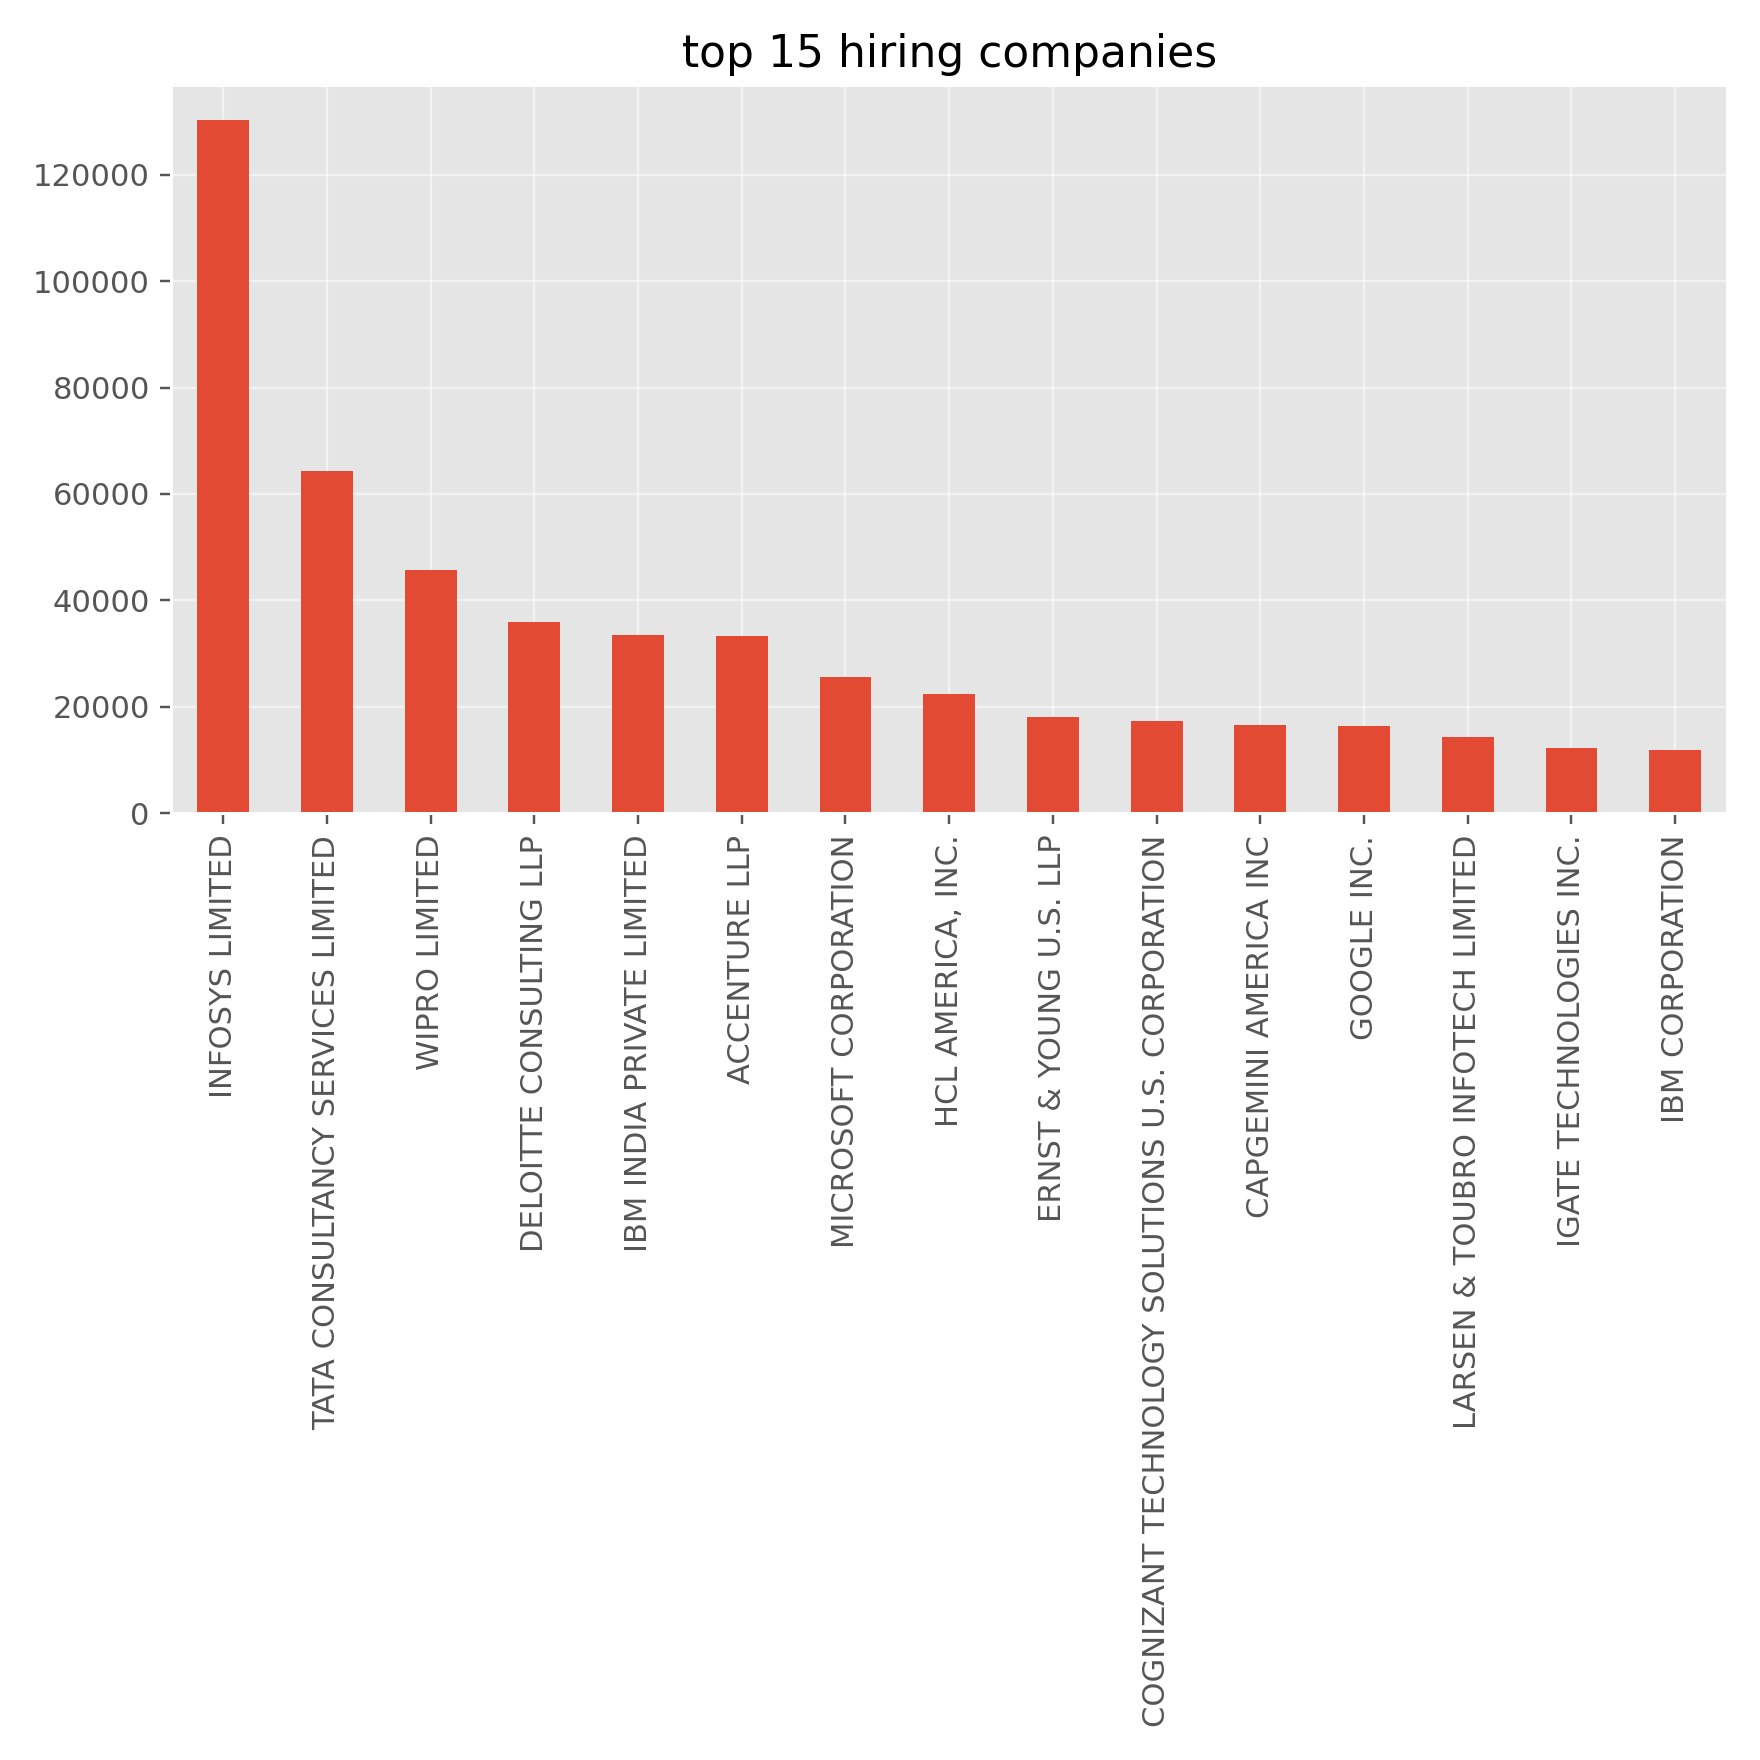 top 15 hiring companies
120000
100000
80000
60000
40000
20000
0
INFOSYS LIMITED
TATA CONSULTANCY SERVICES LIMITED
WIPRO LIMITED
DELOITTE CONSULTING LLP
IBM INDIA PRIVATE LIMITED
ACCENTURE LLP
MICROSOFT CORPORATION
HCL AMERICA, INC.
ERNST & YOUNG U.S. LLP
COGNIZANT TECHNOLOGY SOLUTIONS U.S. CORPORATION
CAPGEMINI AMERICA INC
GOOGLE INC.
LARSEN & TOUBRO INFOTECH LIMITED
IGATE TECHNOLOGIES INC.
IBM CORPORATION